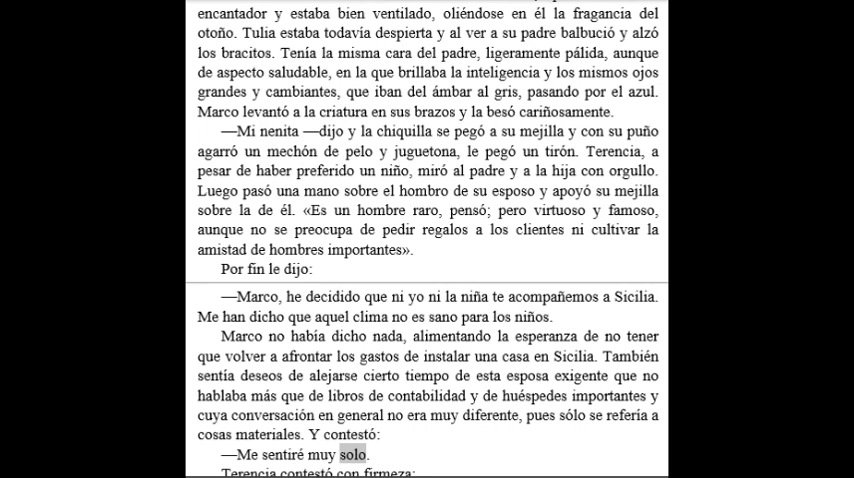 encantador y estaba bien ventilado, oliéndose en él la fragancia del
otoño. Tulia estaba todavía despierta y al ver a su padre balbució y alzó
los bracitos. Tenía la misma cara del padre, ligeramente pálida, aunque
de aspecto saludable, en la que brillaba la inteligencia y los mismos ojos
grandes y cambiantes, que iban del ámbar al gris, pasando por el azul.
Marco levantó a la criatura en sus brazos y la besó cariñosamente.
—Mi nenita —dijo y la chiquilla se pegó a su mejilla y con su puño
agarró un mechón de pelo y juguetona, le pegó un tirón. Terencia, a
pesar de haber preferido un niño, miró al padre y a la hija con orgullo.
Luego pasó una mano sobre el hombro de su esposo y apoyó su mejilla
sobre la de él. «Es un hombre raro, pensó; pero virtuoso y famoso,
aunque no se preocupa de pedir regalos a los clientes ni cultivar la
amistad de hombres importantes».
Por fin le dijo:
—Marco, he decidido que ni yo ni la niña te acompañemos a Sicilia.
Me han dicho que aquel clima no es sano para los niños.
Marco no había dicho nada, alimentando la esperanza de no tener
que volver a afrontar los gastos de instalar una casa en Sicilia. También
sentía deseos de alejarse cierto tiempo de esta esposa exigente que no
hablaba más que de libros de contabilidad y de huéspedes importantes y
cuya conversación en general no era muy diferente, pues sólo se refería a
cosas materiales. Y contestó:
—Me sentiré muy solo.
Terencia contestó con firmeza: